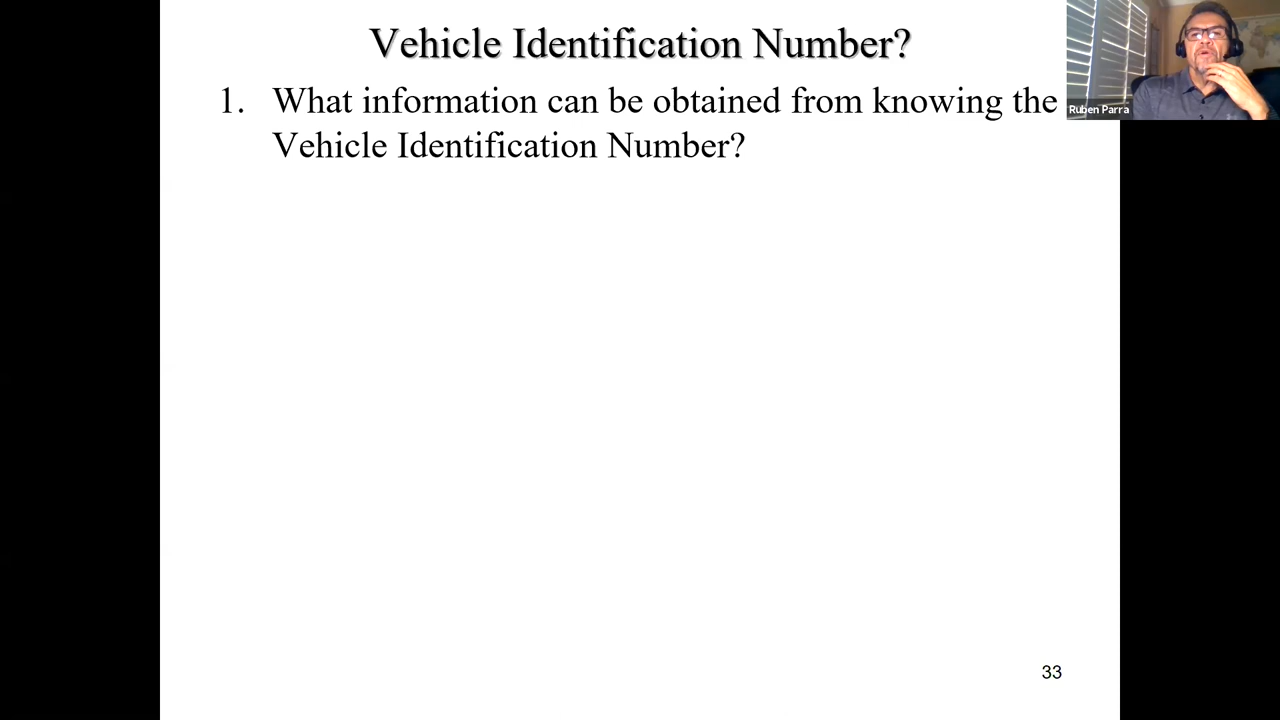 Vehicle Identification Number?
1. What information can be obtained from knowing the
Vehicle Identification Number?
Ruben Parra
33